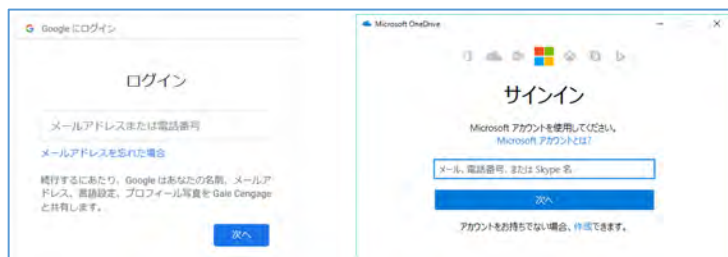 Google にログイン
ログイン
メールアドレスまたは電話番号
メールアドレスを忘れた場合
続行するにあたり、Google はあなたの名前、メールア
ドレス、言語設定、プロフィール写真を Gale Cengage
と共有します。
次へ
Microsoft OneDrive
サインイン
Microsoft アカウントを使用してください。
Microsoft アカウントとは?
メール、電話番号、または Skype 名
次へ
アカウントをお持ちでない場合、作成できます。